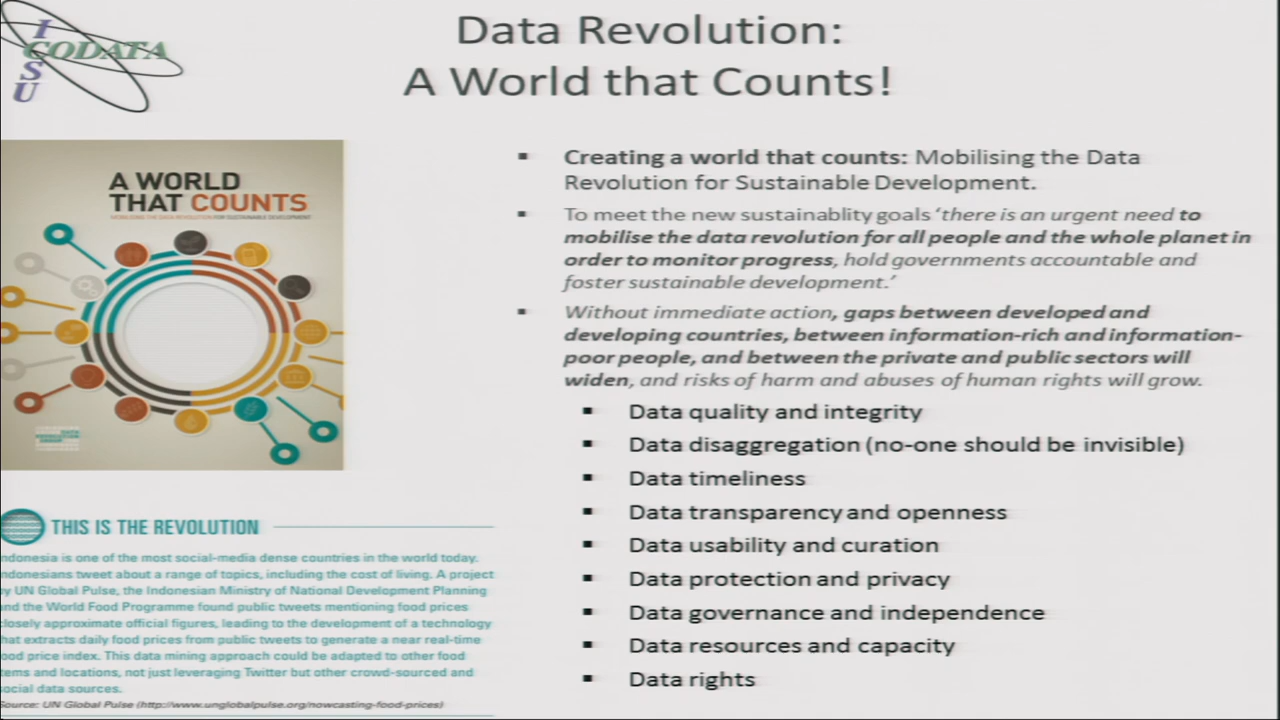 I
CODATA
S
U
Data Revolution:
A World that Counts!
A WORLD
THAT COUNTS
MOBILISING THE DATA REVOLUTION FOR SUSTAINABLE DEVELOPMENT
▪ Creating a world that counts: Mobilising the Data
Revolution for Sustainable Development.
▪ To meet the new sustainablity goals ‘there is an urgent need to
mobilise the data revolution for all people and the whole planet in
order to monitor progress, hold governments accountable and
foster sustainable development.’
▪ Without immediate action, gaps between developed and
developing countries, between information-rich and information-
poor people, and between the private and public sectors will
widen, and risks of harm and abuses of human rights will grow.
▪ Data quality and integrity
▪ Data disaggregation (no-one should be invisible)
▪ Data timeliness
▪ Data transparency and openness
▪ Data usability and curation
▪ Data protection and privacy
▪ Data governance and independence
▪ Data resources and capacity
▪ Data rights
THIS IS THE REVOLUTION
ndonesia is one of the most social-media dense countries in the world today.
ndonesians tweet about a range of topics, including the cost of living. A project
by UN Global Pulse, the Indonesian Ministry of National Development Planning
and the World Food Programme found public tweets mentioning food prices
closely approximate official figures, leading to the development of a technology
that extracts daily food prices from public tweets to generate a near real-time
ood price index. This data mining approach could be adapted to other food
tems and locations, not just leveraging Twitter but other crowd-sourced and
social data sources.
Source: UN Global Pulse (http://www.unglobalpulse.org/nowcasting-food-prices)